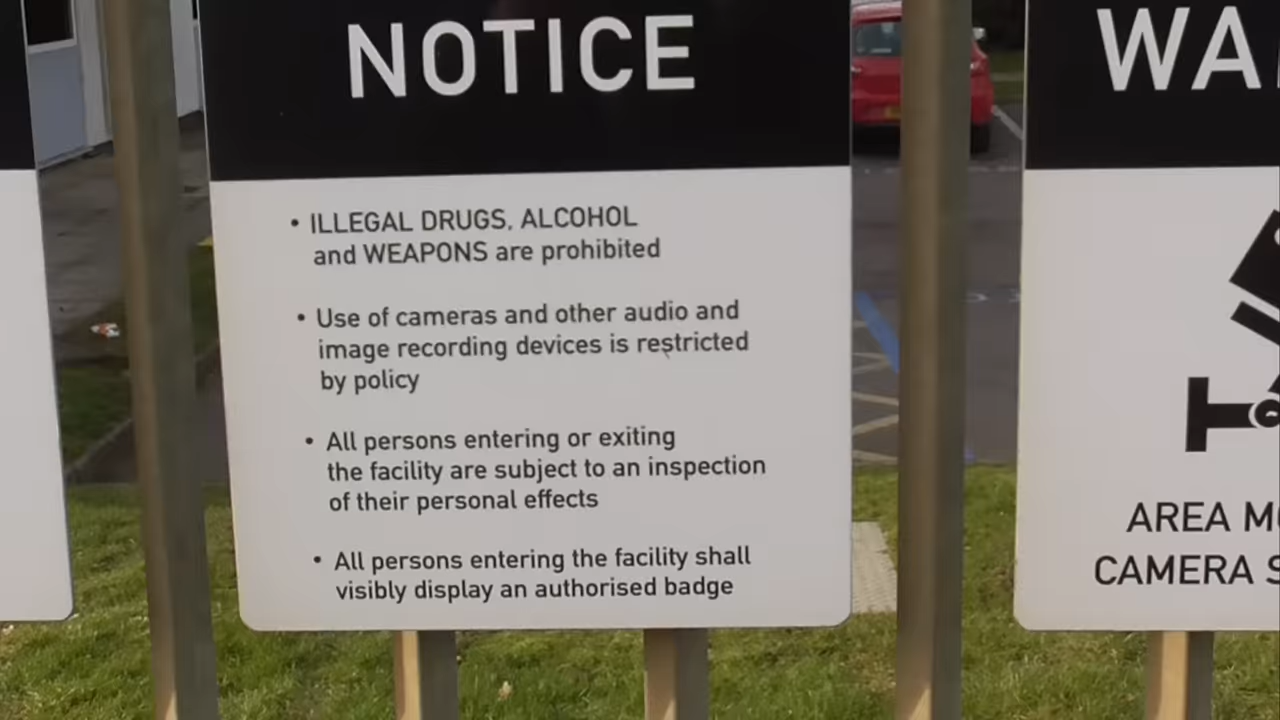 NOTICE
• ILLEGAL DRUGS, ALCOHOL
and WEAPONS are prohibited
• Use of cameras and other audio and
image recording devices is restricted
by policy
• All persons entering or exiting
the facility are subject to an inspection
of their personal effects
• All persons entering the facility shall
visibly display an authorised badge
WA
AREA M
CAMERA S